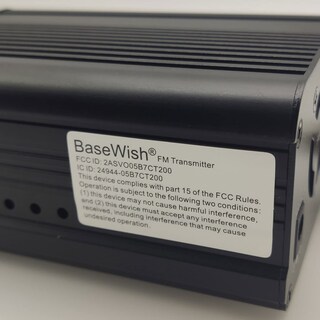 BaseWish® FM Transmitter
FCC ID: 2ASVO05B7CT200
IC ID: 24944-05B7CT200
This device complies with part 15 of the FCC Rules.
Operation is subject to the following two conditions:
(1) this device may not cause harmful interference,
and (2) this device must accept any interference
received, including interference that may cause
undesired operation.